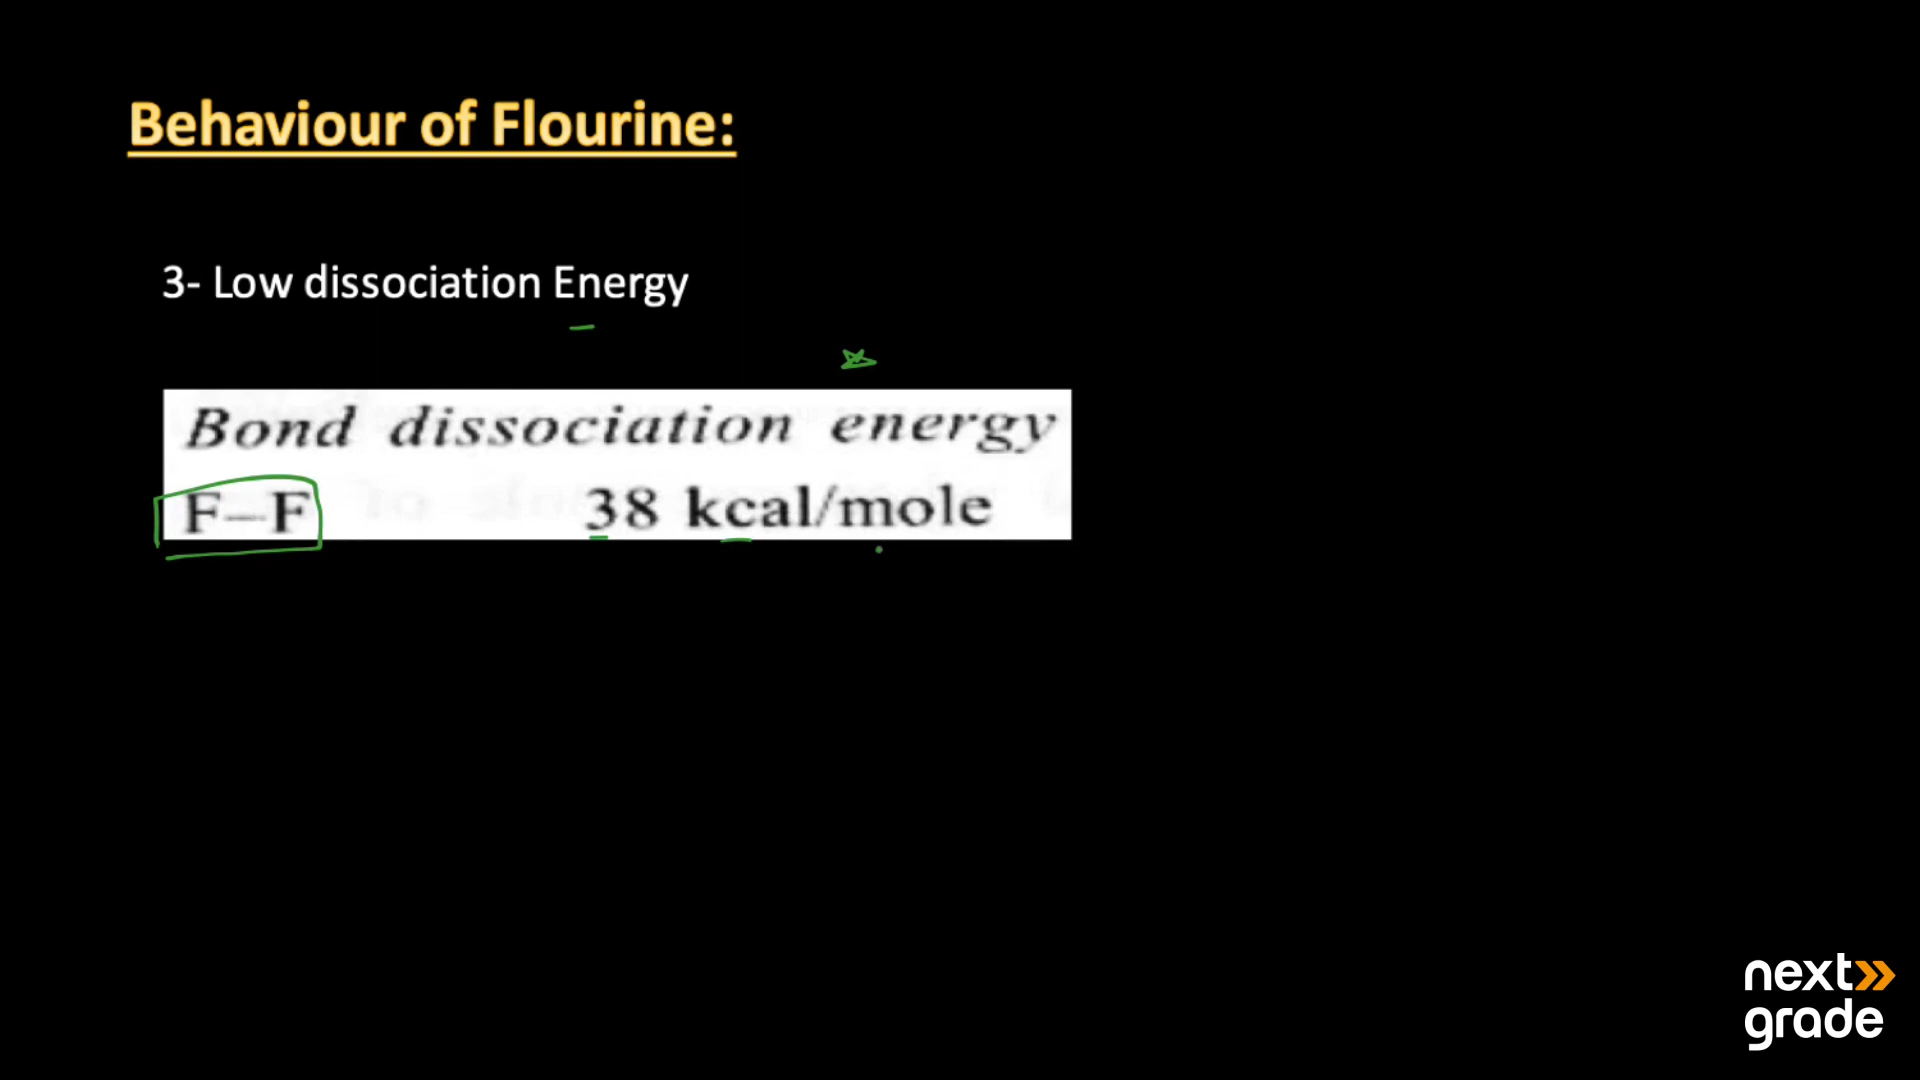 Behaviour of Flourine:
3- Low dissociation Energy
Bond dissociation energy
F–F 38 kcal/mole
next
grade